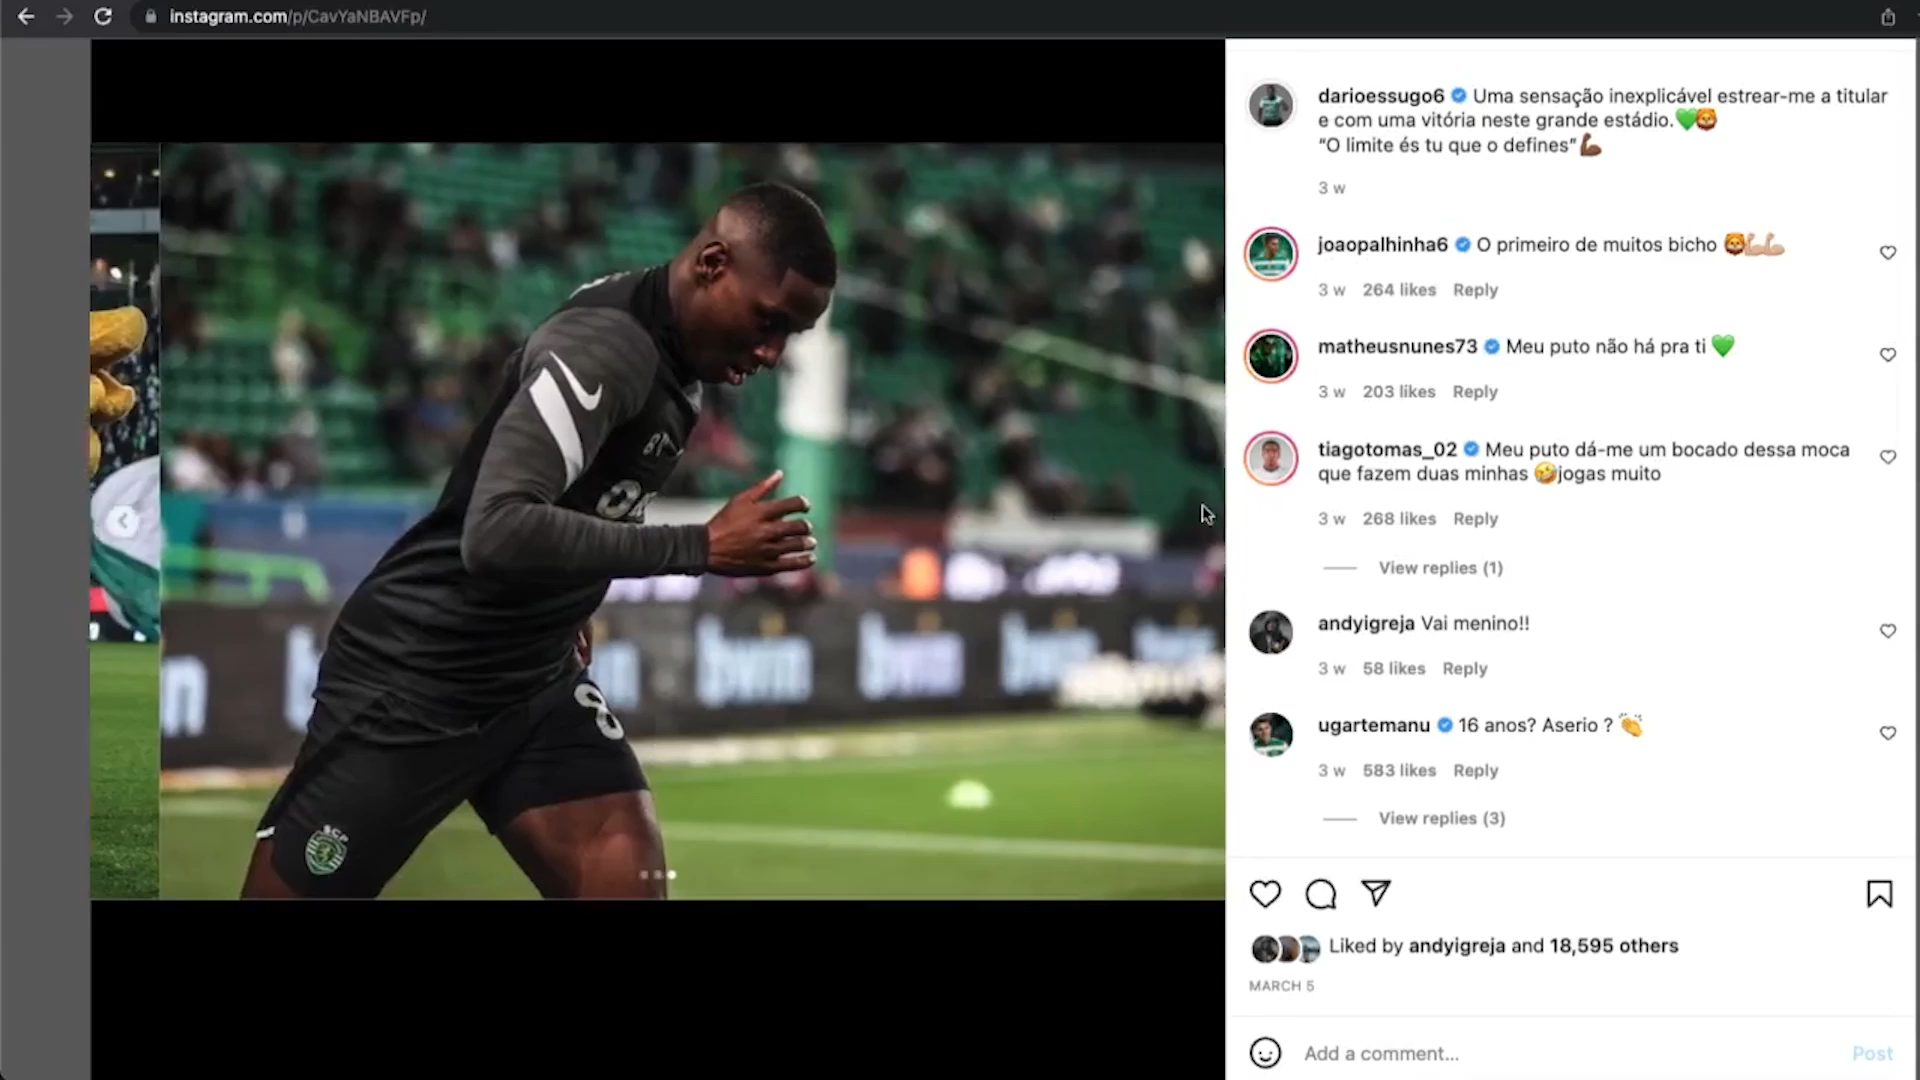 instagram.com/p/CavYaNBAVFp/
darioessugo6 Uma sensação inexplicável estrear-me a titular
e com uma vitória neste grande estádio.💚🦁
“O limite és tu que o defines”💪🏿
3 w
joaopalhinha6 O primeiro de muitos bicho 🦁💪🏼💪🏼
3 w 264 likes Reply
matheusnunes73 Meu puto não há pra ti 💚
3 w 203 likes Reply
tiagotomas_02 Meu puto dá-me um bocado dessa moca
que fazem duas minhas 🤣jogas muito
3 w 268 likes Reply
View replies (1)
andyigreja Vai menino!!
3 w 58 likes Reply
ugartemanu 16 anos? Aserio ? 👏
3 w 583 likes Reply
View replies (3)
Liked by andyigreja and 18,595 others
MARCH 5
Add a comment...
Post
8
SCP
bwin
bwin